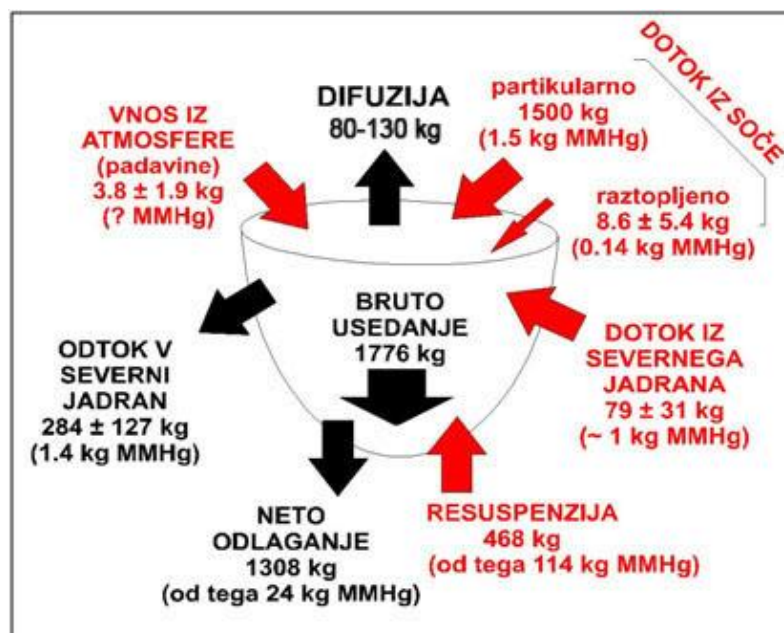 VNOS IZ
ATMOSFERE
(padavine)
3.8 ± 1.9 kg
(? MMHg)
DIFUZIJA
80-130 kg
partikularno
1500 kg
(1.5 kg MMHg)
DOTOK IZ SOČE
raztopljeno
8.6 ± 5.4 kg
(0.14 kg MMHg)
BRUTO
USEDANJE
1776 kg
ODTOK V
SEVERNI
JADRAN
284 ± 127 kg
(1.4 kg MMHg)
DOTOK IZ
SEVERNEGA
JADRANA
79 ± 31 kg
(~ 1 kg MMHg)
NETO
ODLAGANJE
1308 kg
(od tega 24 kg MMHg)
RESUSPENZIJA
468 kg
(od tega 114 kg MMHg)